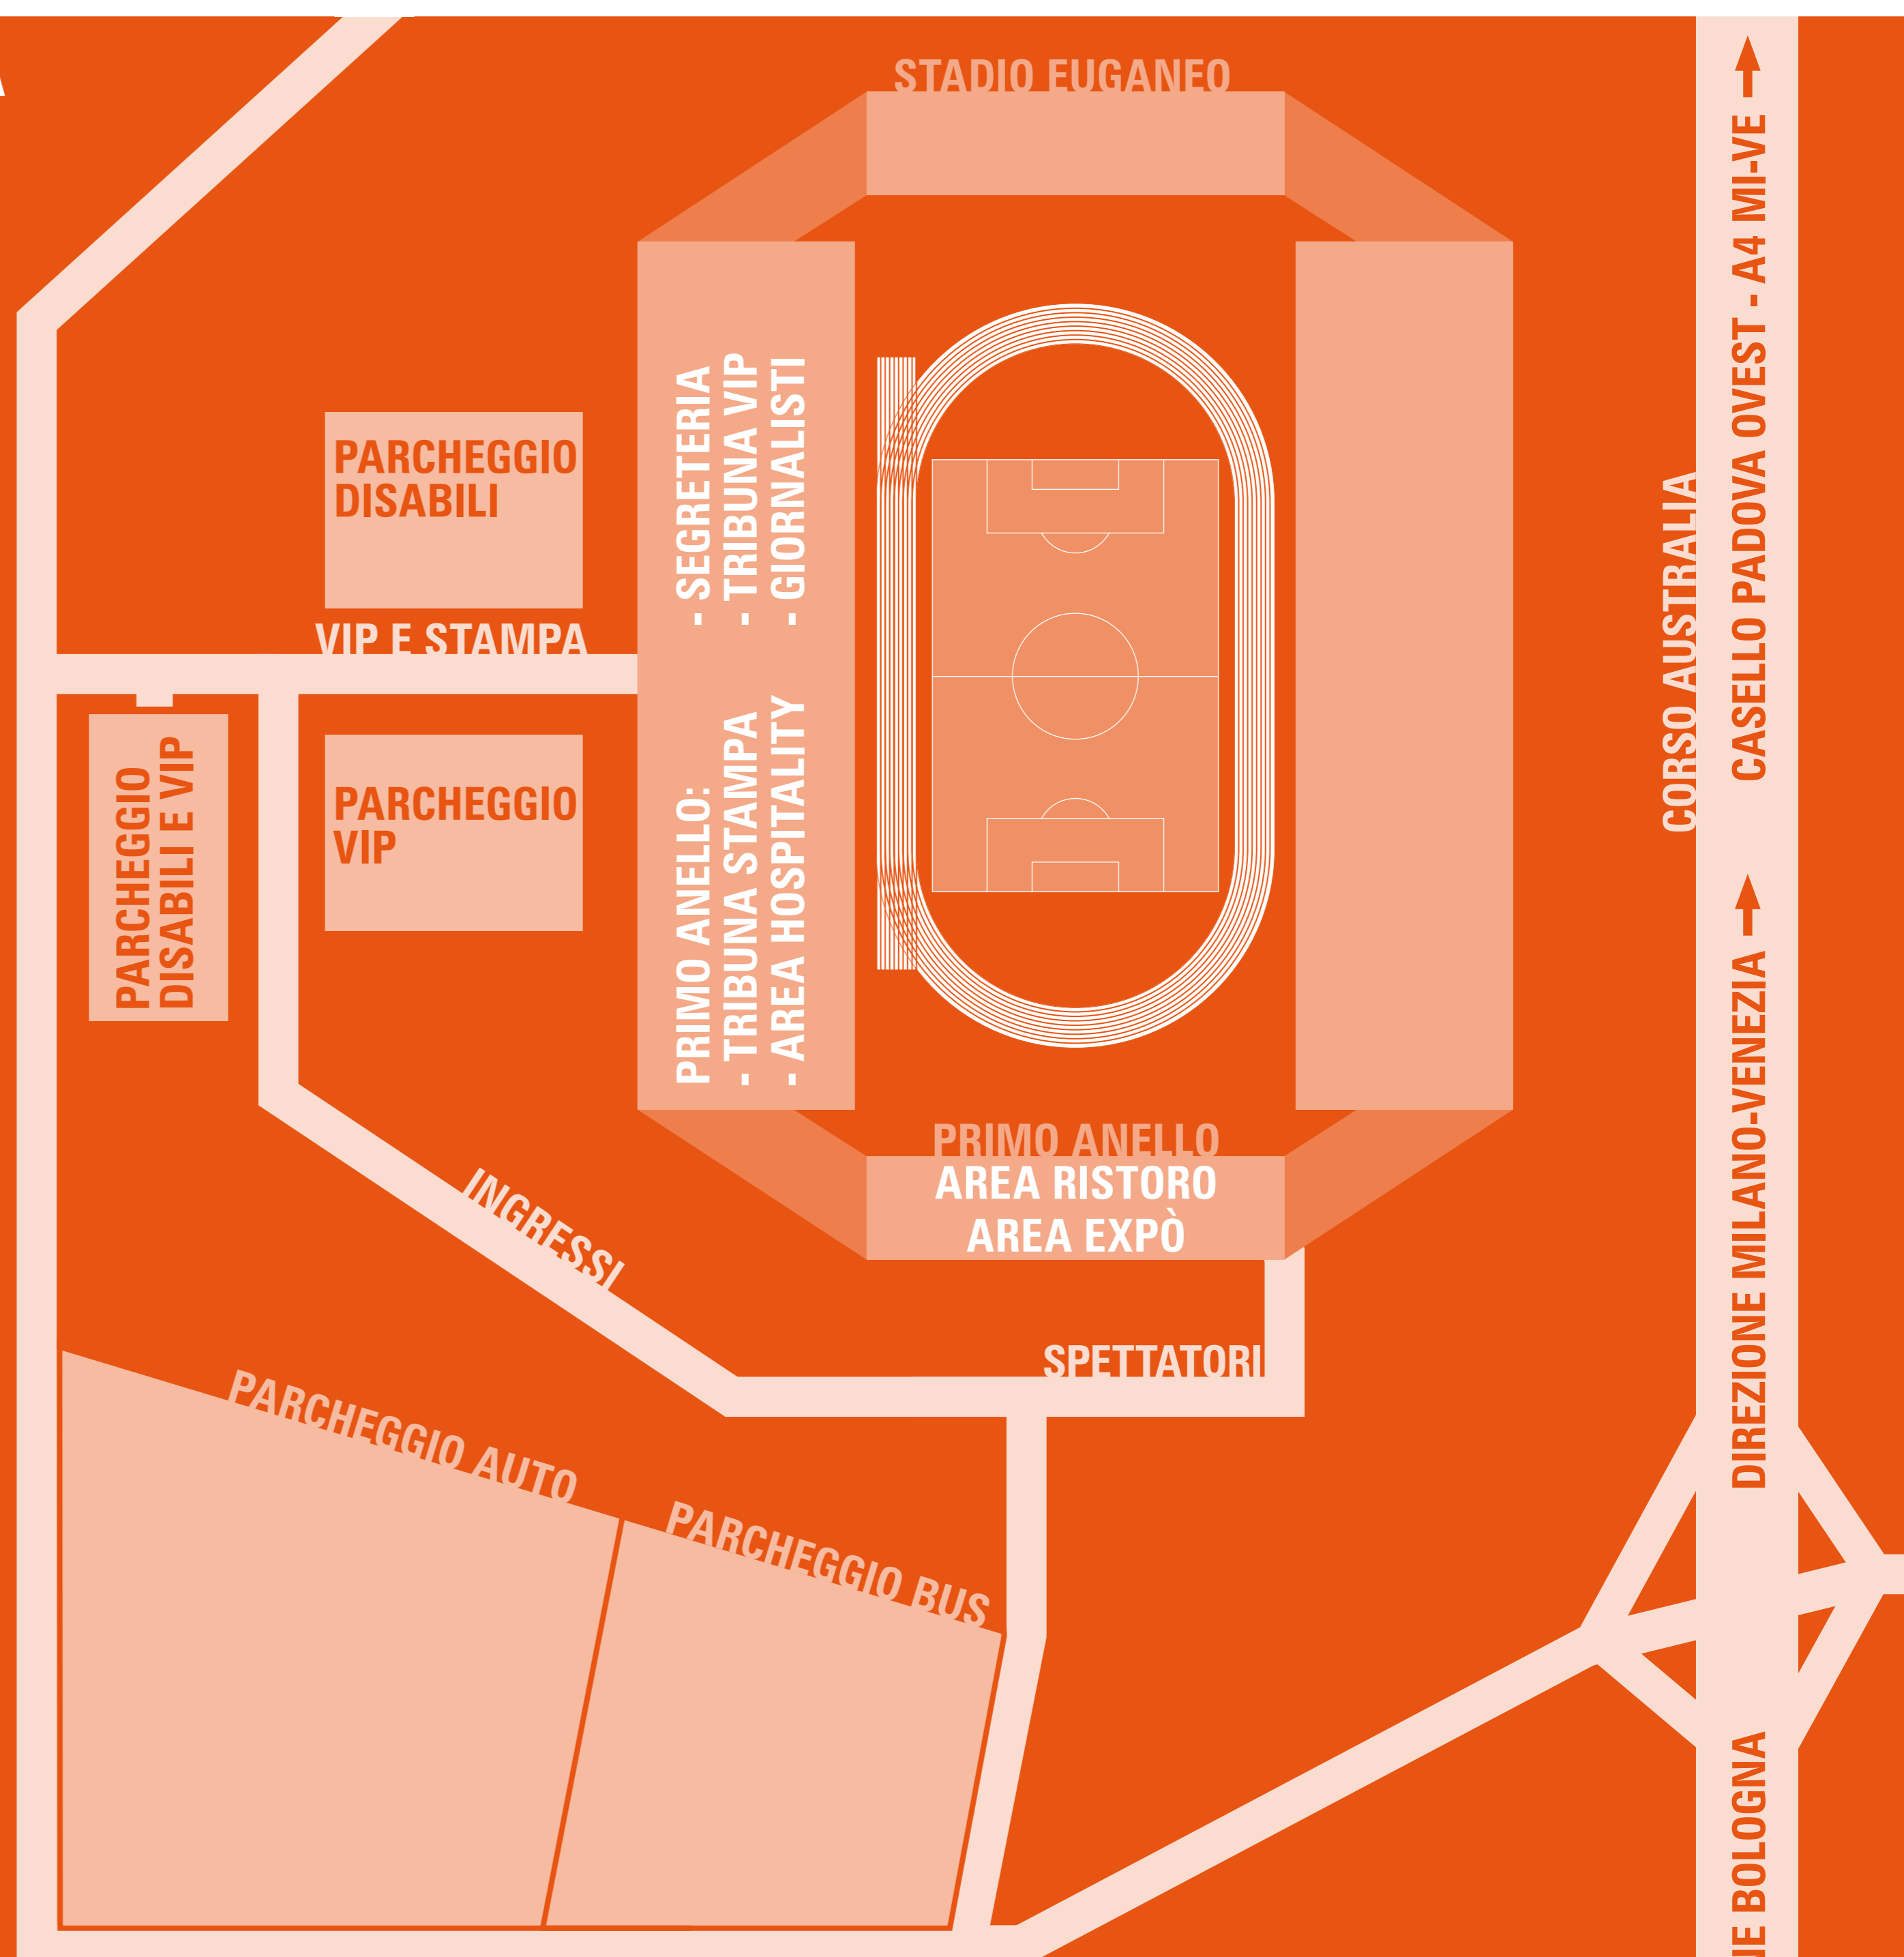 STADIO EUGANEO
PARCHEGGIO
DISABILI
VIP E STAMPA
PARCHEGGIO
DISABILI E VIP
PARCHEGGIO
VIP
- SEGRETERIA
- TRIBUNA VIP
- GIORNALISTI
PRIMO ANELLO:
- TRIBUNA STAMPA
- AREA HOSPITALITY
PRIMO ANELLO
AREA RISTORO
AREA EXPÒ
INGRESSI
SPETTATORI
PARCHEGGIO AUTO
PARCHEGGIO BUS
CORSO AUSTRALIA
CASELLO PADOVA OVEST - A4 MI-VE
DIREZIONE MILANO-VENEZIA
BOLOGNA